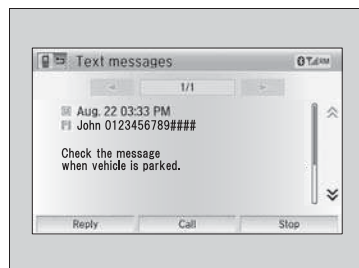 Text messages
1/1
Aug. 22 03:33 PM
John 0123456789####
Check the message
when vehicle is parked.
Reply Call Stop